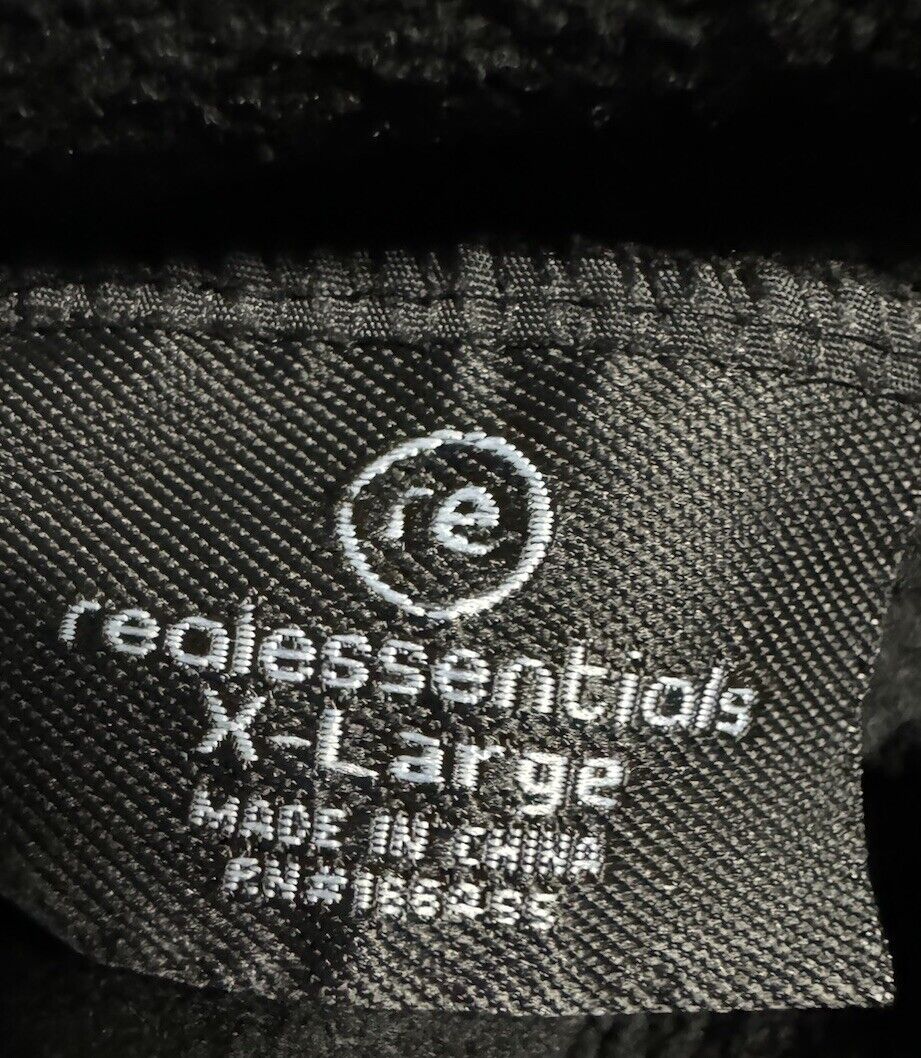 re
realessentials
X-Large
MADE IN CHINA